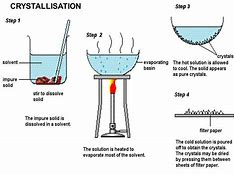 CRYSTALLISATION
Step 1
solvent
impure
solid
stir to dissolve
solid
The impure solid is
dissolved in a solvent.
Step 2
evaporating
basin
The solution is heated to
evaporate most of the solvent.
Step 3
crystals
The hot solution is allowed
to cool. The solid appears
as pure crystals.
Step 4
filter paper
The cold solution is poured
off to obtain the crystals.
The crystals may be dried
by pressing them between
sheets of filter paper.